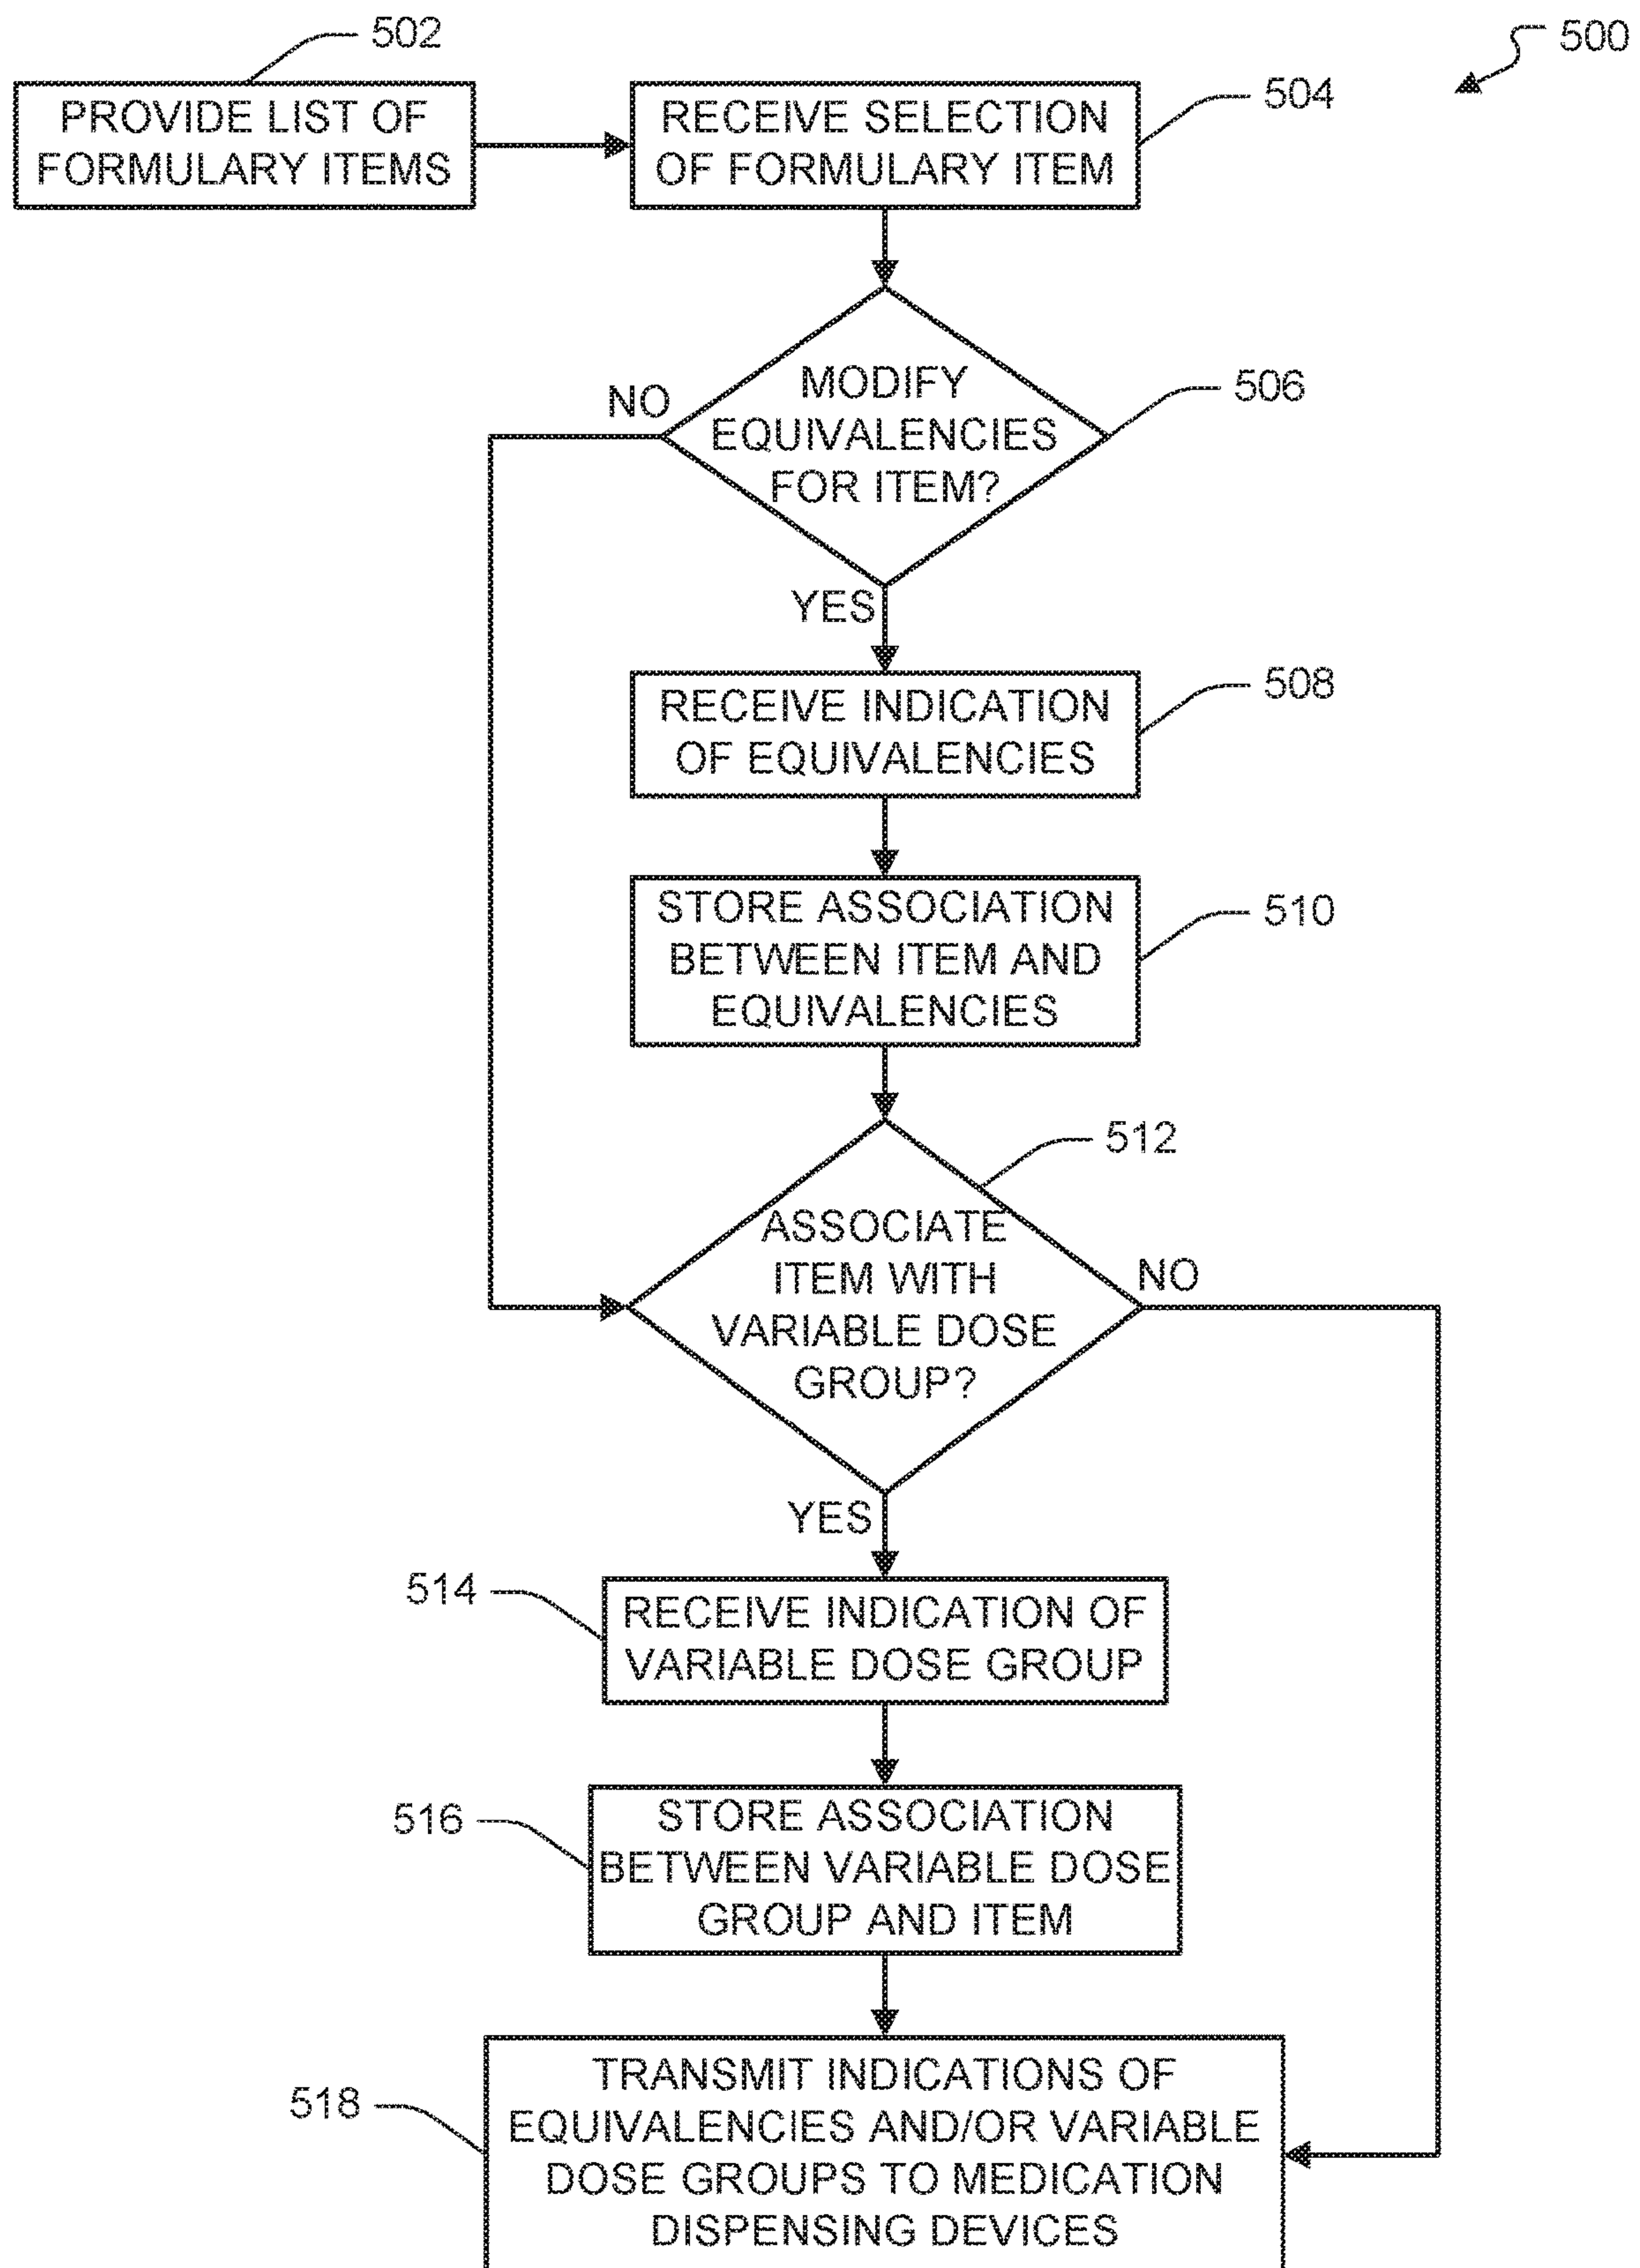 500
502
PROVIDE LIST OF
FORMULARY ITEMS
504
RECEIVE SELECTION
OF FORMULARY ITEM
506
MODIFY
EQUIVALENCIES
FOR ITEM?
NO
YES
508
RECEIVE INDICATION
OF EQUIVALENCIES
510
STORE ASSOCIATION
BETWEEN ITEM AND
EQUIVALENCIES
512
ASSOCIATE
ITEM WITH
VARIABLE DOSE
GROUP?
NO
YES
514
RECEIVE INDICATION OF
VARIABLE DOSE GROUP
516
STORE ASSOCIATION
BETWEEN VARIABLE DOSE
GROUP AND ITEM
518
TRANSMIT INDICATIONS OF
EQUIVALENCIES AND/OR VARIABLE
DOSE GROUPS TO MEDICATION
DISPENSING DEVICES